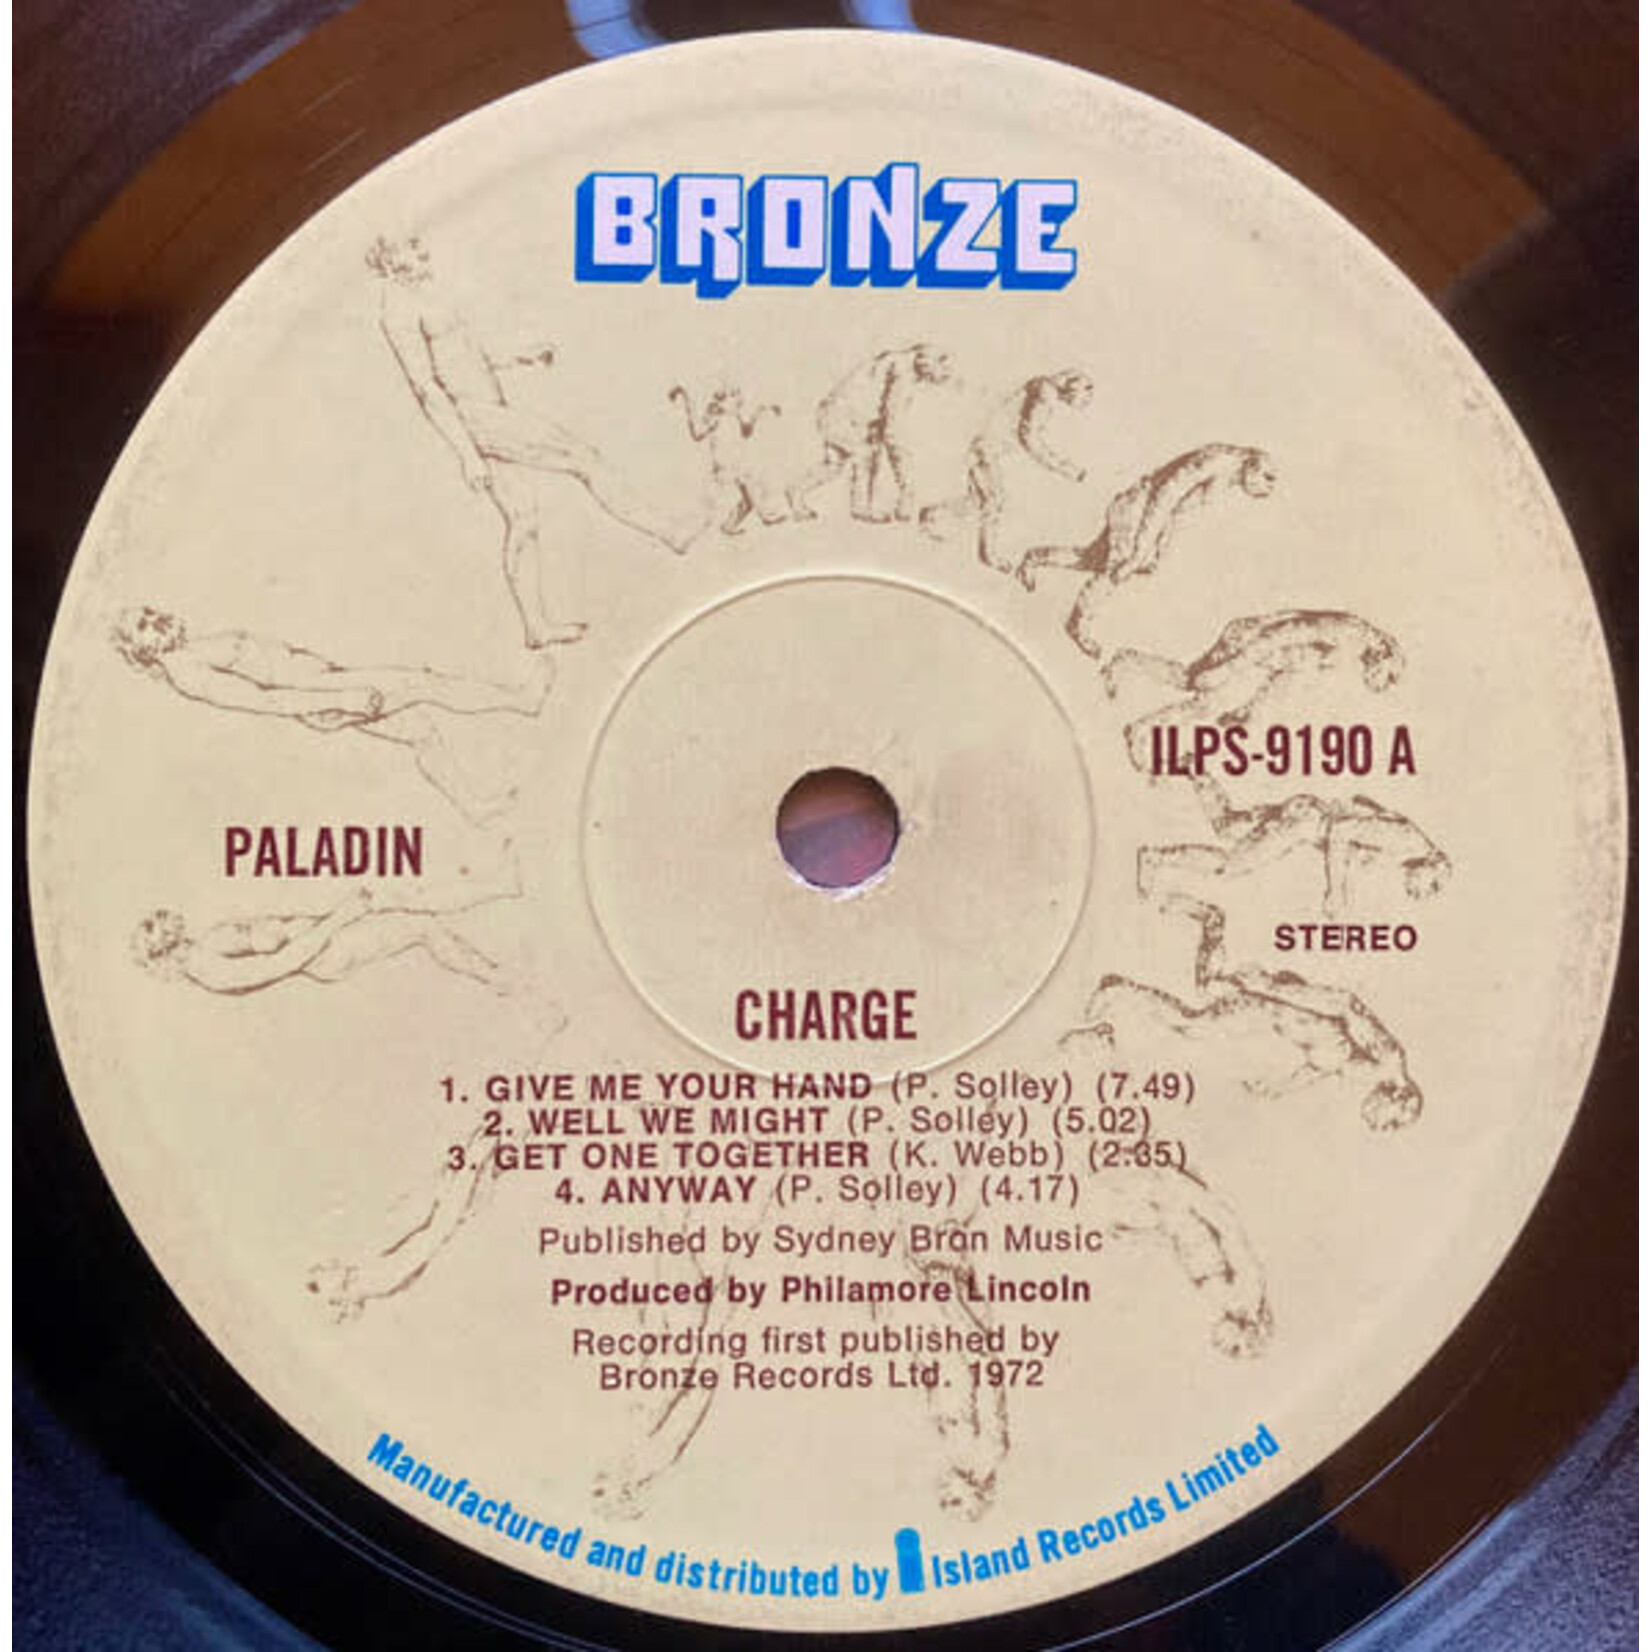 BRONZE
ILPS-9190 A
PALADIN
STEREO
CHARGE
1. GIVE ME YOUR HAND (P. Solley) (7.49)
2. WELL WE MIGHT (P. Solley) (5.02)
3. GET ONE TOGETHER (K. Webb) (2.35)
4. ANYWAY (P. Solley) (4.17)
Published by Sydney Bron Music
Produced by Philamore Lincoln
Recording first published by
Bronze Records Ltd. 1972
Manufactured and distributed by Island Records Limited